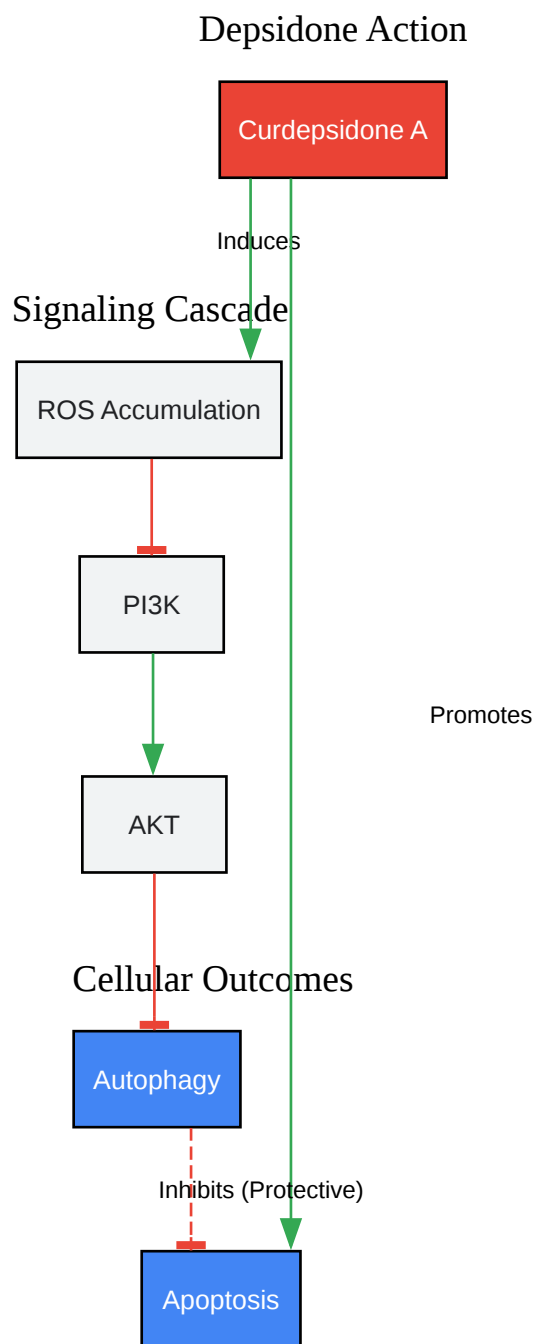 Depsidone Action
Curdepsidone A
Induces
Signaling Cascade
ROS Accumulation
PI3K
Promotes
AKT
Cellular Outcomes
Autophagy
Inhibits (Protective)
Apoptosis